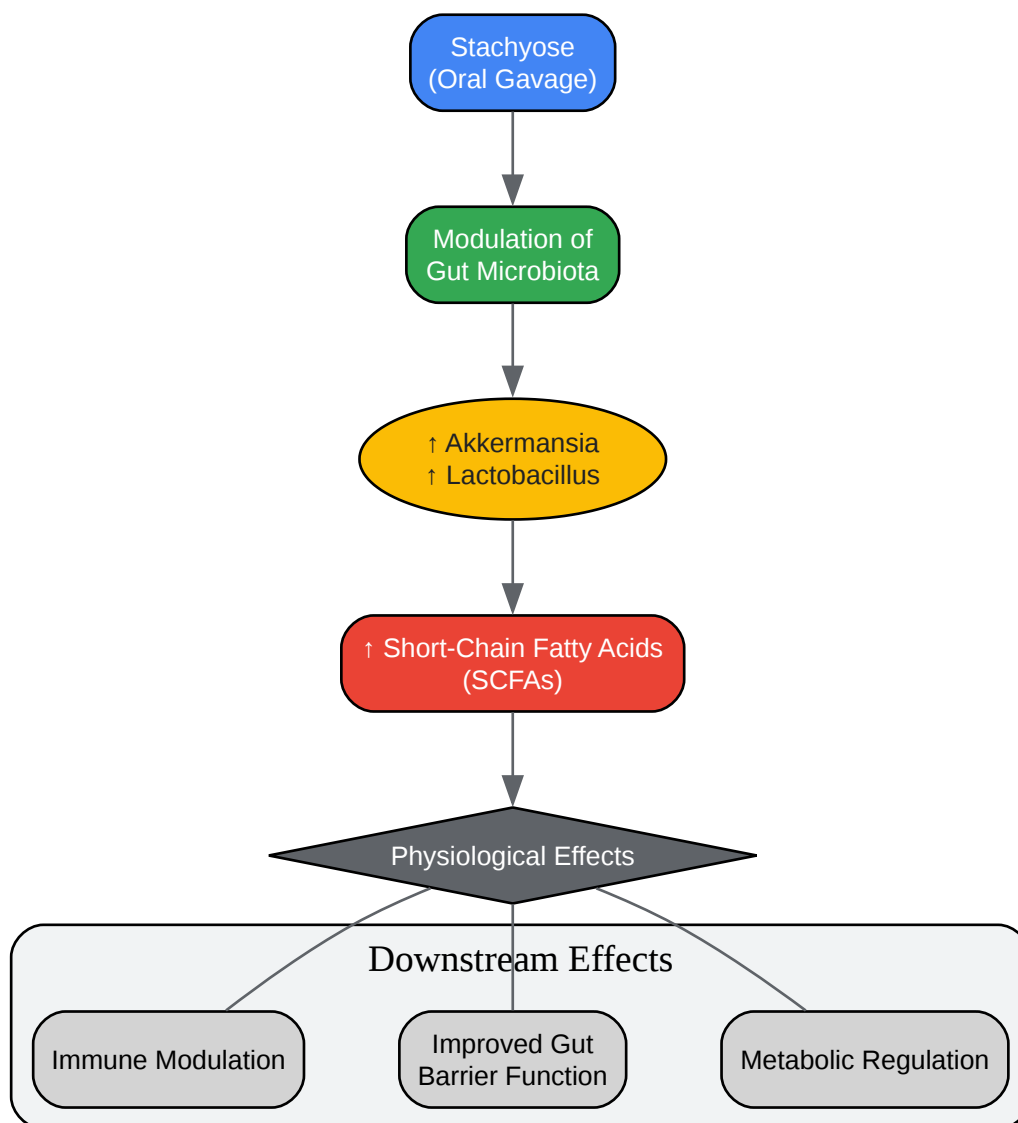 Stachyose
(Oral Gavage)
Modulation of
Gut Microbiota
↑ Akkermansia
↑ Lactobacillus
↑ Short-Chain Fatty Acids
(SCFAs)
Physiological Effects
Downstream Effects
Immune Modulation
Improved Gut
Barrier Function
Metabolic Regulation